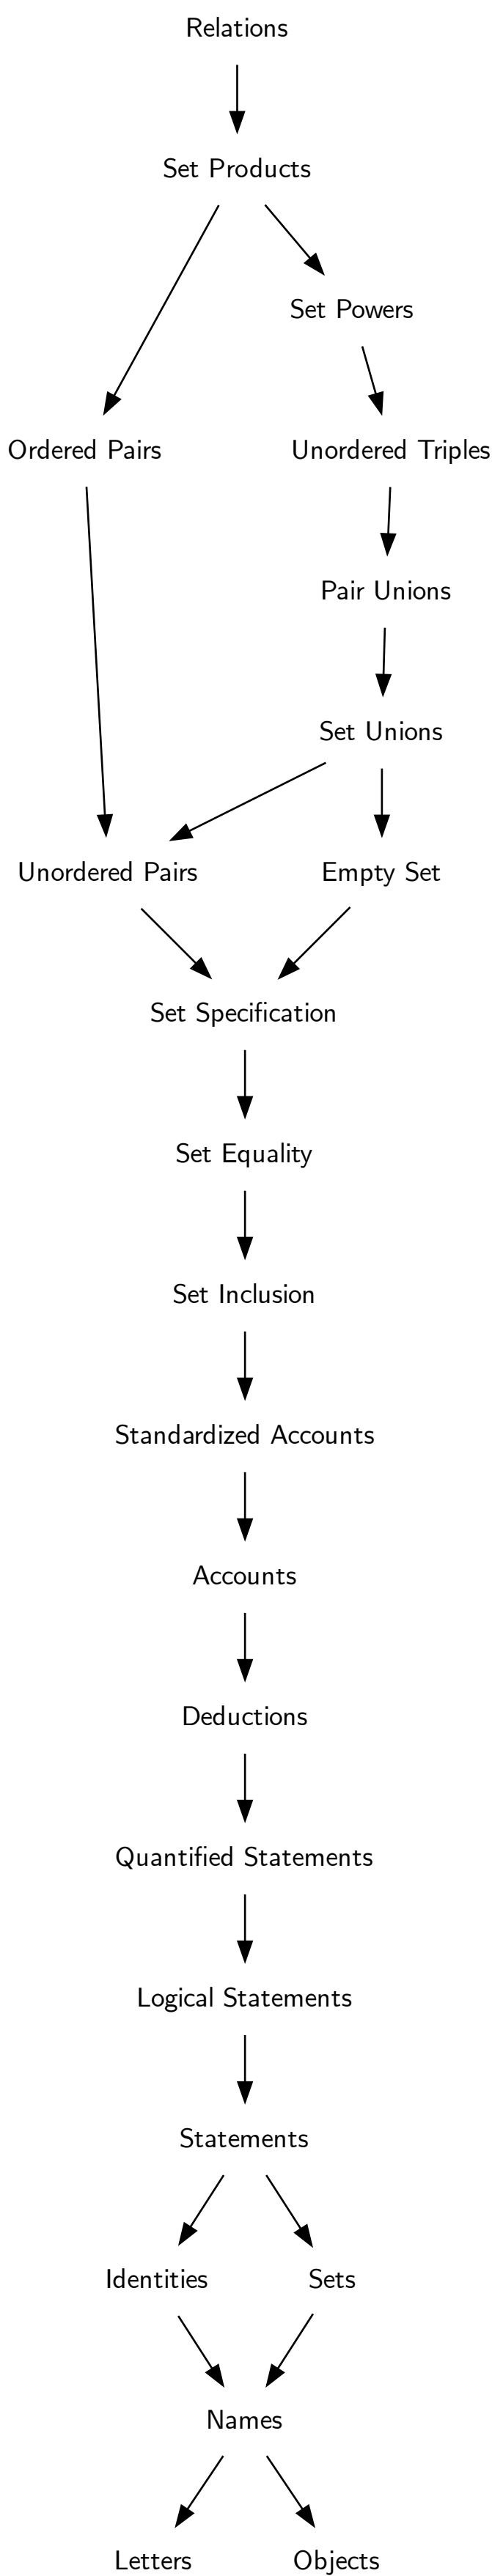 Relations
Set Products
Set Powers
Ordered Pairs
Unordered Triples
Pair Unions
Set Unions
Unordered Pairs
Empty Set
Set Specification
Set Equality
Set Inclusion
Standardized Accounts
Accounts
Deductions
Quantified Statements
Logical Statements
Statements
Identities
Sets
Names
Letters
Objects